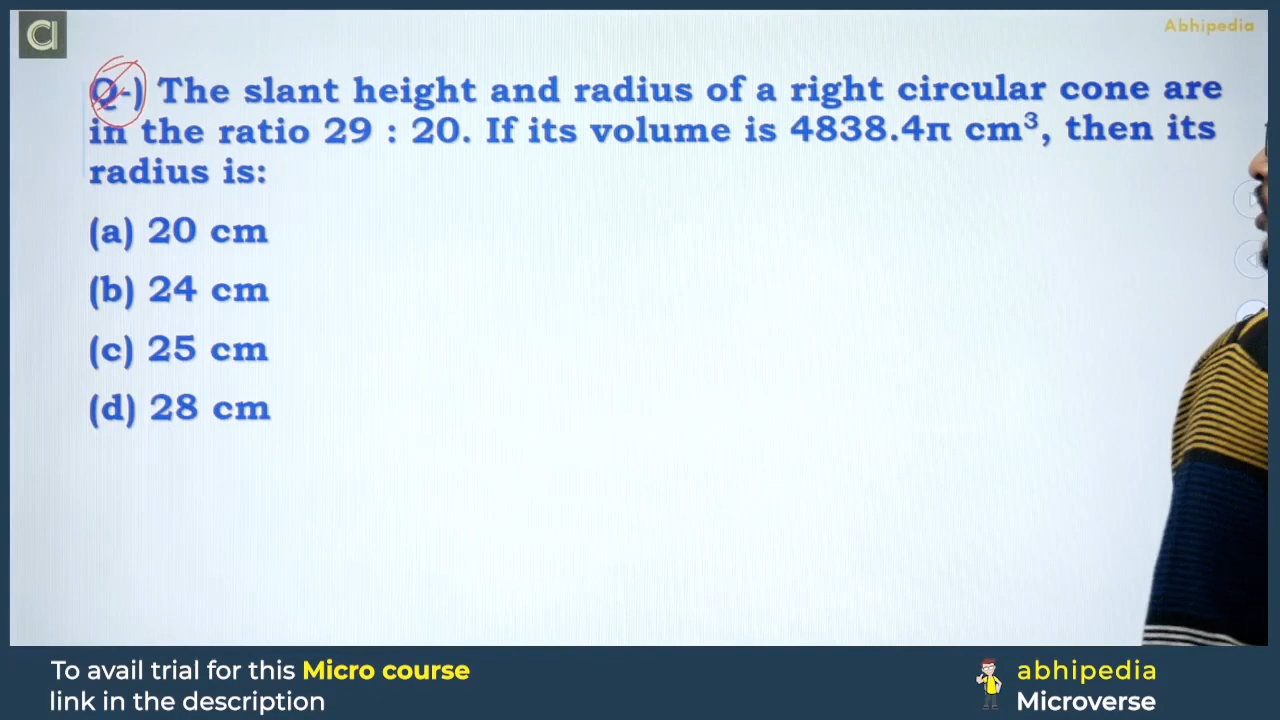 a
Abhipedia
Q-) The slant height and radius of a right circular cone are
in the ratio 29 : 20. If its volume is 4838.4π cm³, then its
radius is:
(a) 20 cm
(b) 24 cm
(c) 25 cm
(d) 28 cm
To avail trial for this Micro course
link in the description
abhipedia
Microverse